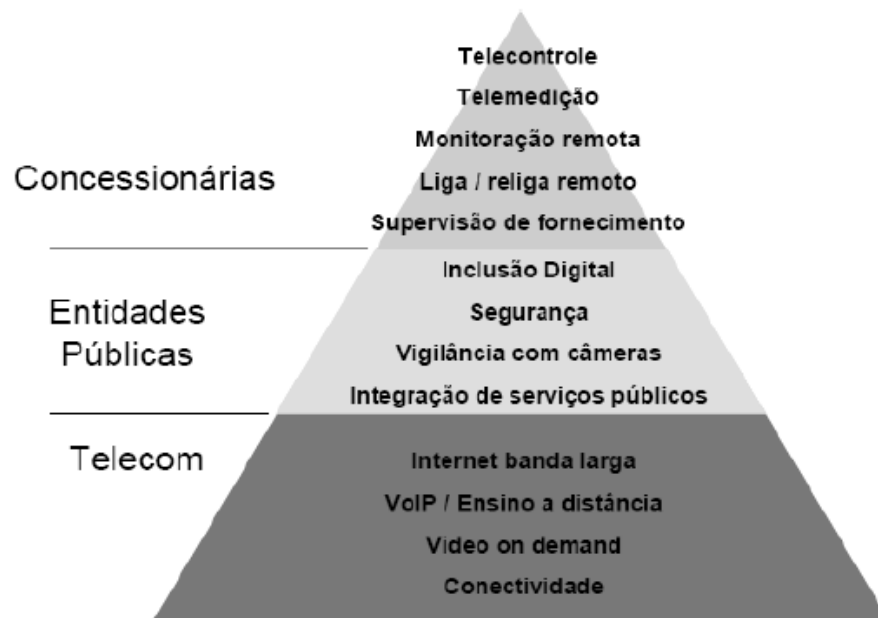 Telecontrole
Telemedição
Monitoração remota
Concessionárias
Liga / religa remoto
Supervisão de fornecimento
Inclusão Digital
Entidades
Públicas
Segurança
Vigilância com câmeras
Integração de serviços públicos
Telecom
Internet banda larga
VoIP / Ensino a distância
Video on demand
Conectividade